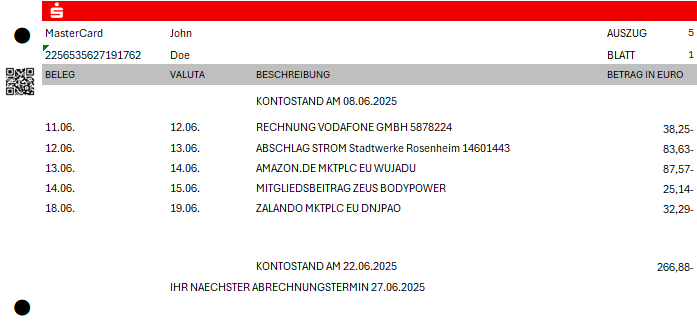 MasterCard John AUSZUG 5
2256535627191762 Doe BLATT 1
BELEG VALUTA BESCHREIBUNG BETRAG IN EURO
KONTOSTAND AM 08.06.2025
11.06. 12.06. RECHNUNG VODAFONE GMBH 5878224 38,25-
12.06. 13.06. ABSCHLAG STROM Stadtwerke Rosenheim 14601443 83,63-
13.06. 14.06. AMAZON.DE MKTPLC EU WUJADU 87,57-
14.06. 15.06. MITGLIEDSBEITRAG ZEUS BODYPOWER 25,14-
18.06. 19.06. ZALANDO MKTPLC EU DNJPAO 32,29-
KONTOSTAND AM 22.06.2025 266,88-
IHR NAECHSTER ABRECHNUNGSTERMIN 27.06.2025